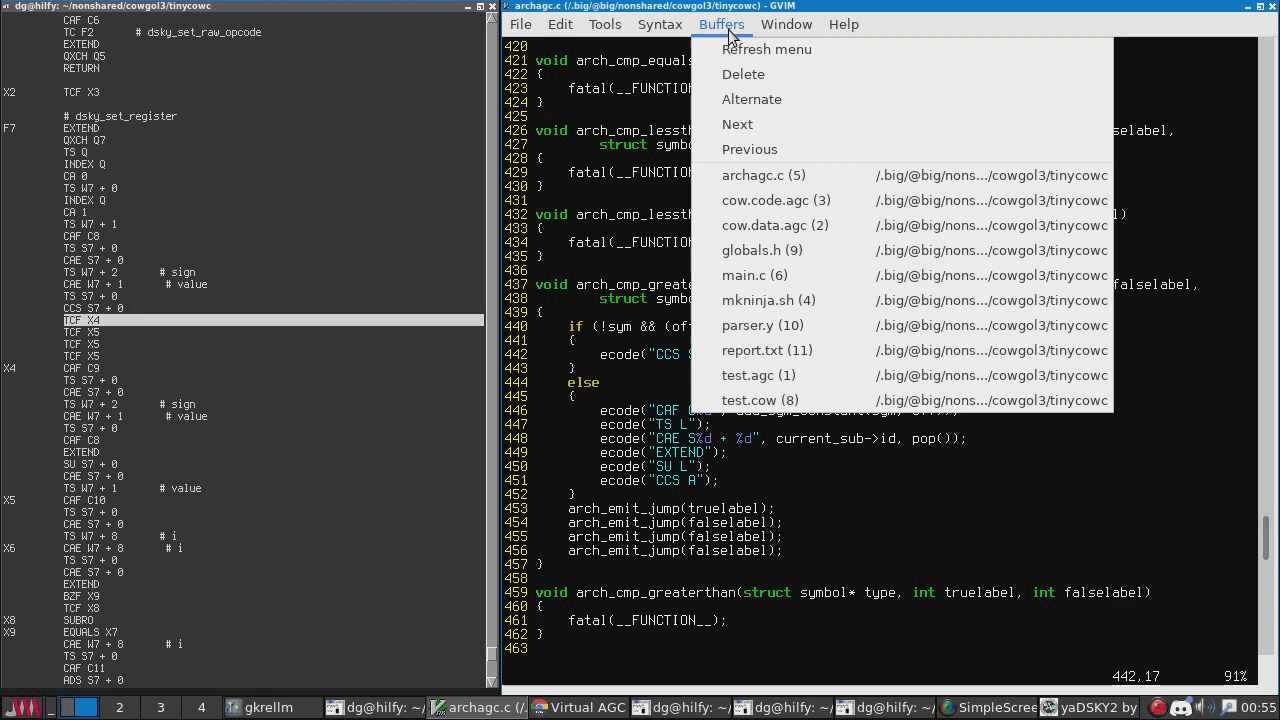 dg@hilfy:/nonshared/cowgol3/tinycowc
CAF C6
TC F2 # dsky_set_raw_opcode
EXTEND
QXCH Q5
RETURN
X2 TCF X3
# dsky_set_register
F7 EXTEND
QXCH Q7
TS Q
INDEX Q
CA 0
TS W7 + 0
INDEX Q
CA 1
TS W7 + 1
CAF C8
TS S7 + 0
CAE S7 + 0
TS W7 + 2 # sign
CAE W7 + 1 # value
TS S7 + 0
CCS S7 + 0
TCF X4
TCF X5
TCF X5
TCF X5
X4 CAF C9
TS S7 + 0
CAE S7 + 0
TS W7 + 2 # sign
CAE W7 + 1 # value
TS S7 + 0
CAF C8
EXTEND
SU S7 + 0
CAE S7 + 0
TS W7 + 1 # value
X5 CAF C10
TS S7 + 0
CAE S7 + 0
TS W7 + 8 # i
X6 CAE W7 + 8 # i
TS S7 + 0
CAE S7 + 0
EXTEND
BZF X9
TCF X8
X8 SUBRO
X9 EQUALS X7
CAE W7 + 8 # i
TS S7 + 0
CAF C11
ADS S7 + 0
archagc.c (/.big/@big/nonshared/cowgol3/tinycowc) - GVIM
File Edit Tools Syntax Buffers Window Help
Refresh menu
Delete
Alternate
Next
Previous
archagc.c (5) /.big/@big/nons.../cowgol3/tinycowc
cow.code.agc (3) /.big/@big/nons.../cowgol3/tinycowc
cow.data.agc (2) /.big/@big/nons.../cowgol3/tinycowc
globals.h (9) /.big/@big/nons.../cowgol3/tinycowc
main.c (6) /.big/@big/nons.../cowgol3/tinycowc
mkninja.sh (4) /.big/@big/nons.../cowgol3/tinycowc
parser.y (10) /.big/@big/nons.../cowgol3/tinycowc
report.txt (11) /.big/@big/nons.../cowgol3/tinycowc
test.agc (1) /.big/@big/nons.../cowgol3/tinycowc
test.cow (8) /.big/@big/nons.../cowgol3/tinycowc
420
421 void arch_cmp_equals
422 {
423 fatal(__FUNCTION
424 }
425
426 void arch_cmp_lessth selabel,
427 struct symbo
428 {
429 fatal(__FUNCTION
430 }
431
432 void arch_cmp_lessth )
433 {
434 fatal(__FUNCTION
435 }
436
437 void arch_cmp_greate falselabel,
438 struct symbo
439 {
440 if (!sym && (of
441 {
442 ecode("CCS S
443 }
444 else
445 {
446 ecode("CAF
447 ecode("TS L");
448 ecode("CAE S%d + %d", current_sub->id, pop());
449 ecode("EXTEND");
450 ecode("SU L");
451 ecode("CCS A");
452 }
453 arch_emit_jump(truelabel);
454 arch_emit_jump(falselabel);
455 arch_emit_jump(falselabel);
456 arch_emit_jump(falselabel);
457 }
458
459 void arch_cmp_greaterthan(struct symbol* type, int truelabel, int falselabel)
460 {
461 fatal(__FUNCTION__);
462 }
463
442,17 91%
2 3 4 gkrellm dg@hilfy: ~/ archagc.c (/. Virtual AGC dg@hilfy: ~/ dg@hilfy: ~/ dg@hilfy: ~/ SimpleScree yaDSKY2 by 00:55